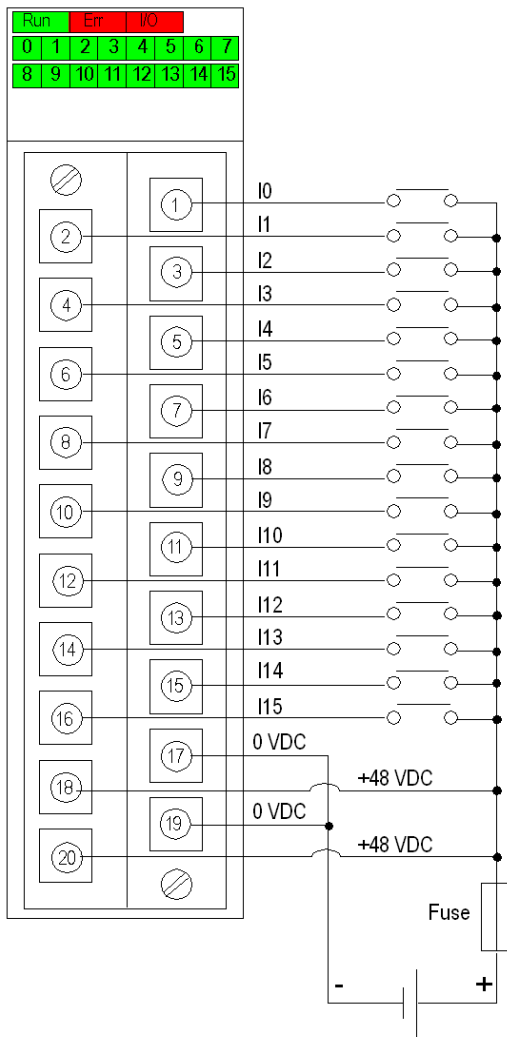 Run Err I/O
0 1 2 3 4 5 6 7
8 9 10 11 12 13 14 15
1 I0
2 I1
3 I2
4 I3
5 I4
6 I5
7 I6
8 I7
9 I8
10 I9
11 I10
12 I11
13 I12
14 I13
15 I14
16 I15
17 0 VDC
18 +48 VDC
19 0 VDC
20 +48 VDC
Fuse
- +